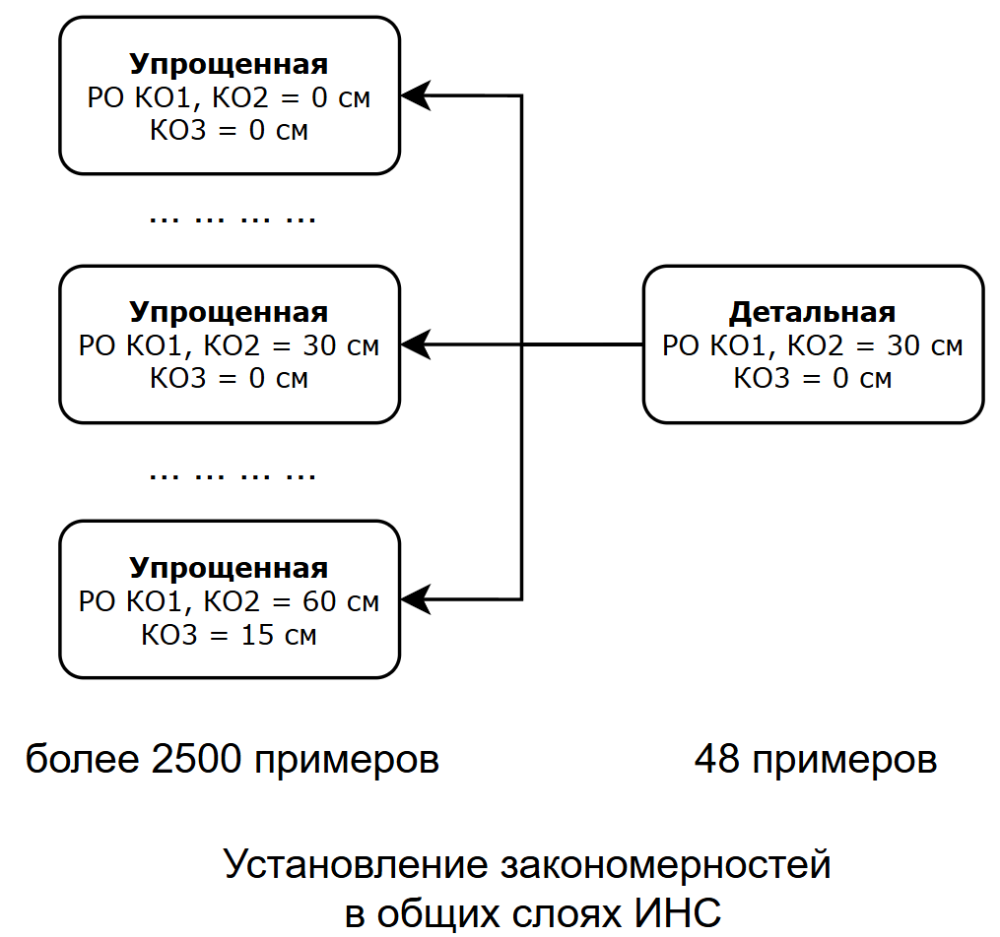 Упрощенная
РО КО1, КО2 = 0 см
КО3 = 0 см
... ... ... ...
Упрощенная
РО КО1, КО2 = 30 см
КО3 = 0 см
Детальная
РО КО1, КО2 = 30 см
КО3 = 0 см
... ... ... ...
Упрощенная
РО КО1, КО2 = 60 см
КО3 = 15 см
более 2500 примеров
48 примеров
Установление закономерностей
в общих слоях ИНС